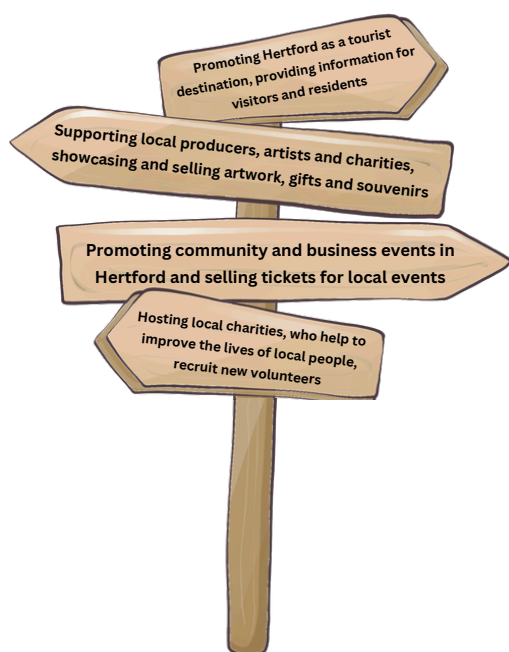 Promoting Hertford as a tourist
destination, providing information for
visitors and residents
Supporting local producers, artists and charities,
showcasing and selling artwork, gifts and souvenirs
Promoting community and business events in
Hertford and selling tickets for local events
Hosting local charities, who help to
improve the lives of local people,
recruit new volunteers